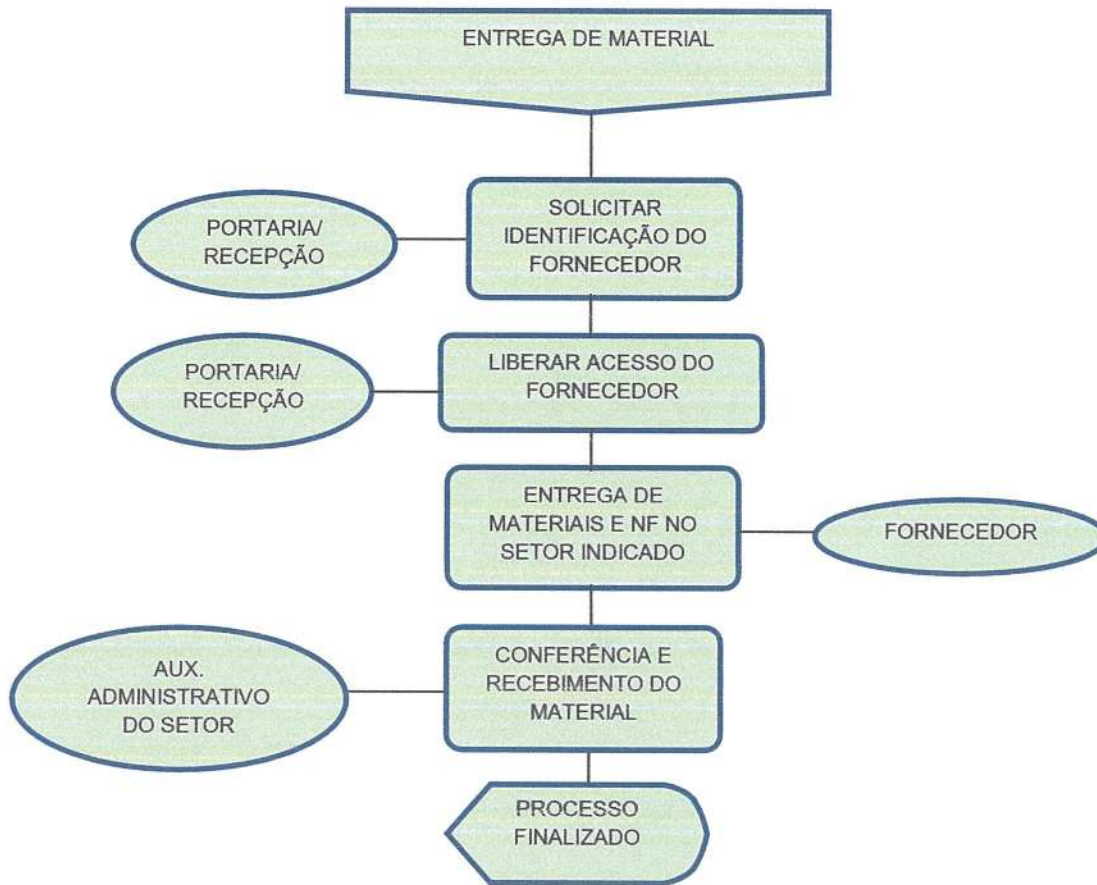 ENTREGA DE MATERIAL
PORTARIA/
RECEPÇÃO
SOLICITAR
IDENTIFICAÇÃO DO
FORNECEDOR
PORTARIA/
RECEPÇÃO
LIBERAR ACESSO DO
FORNECEDOR
ENTREGA DE
MATERIAIS E NF NO
SETOR INDICADO
FORNECEDOR
AUX.
ADMINISTRATIVO
DO SETOR
CONFERÊNCIA E
RECEBIMENTO DO
MATERIAL
PROCESSO
FINALIZADO